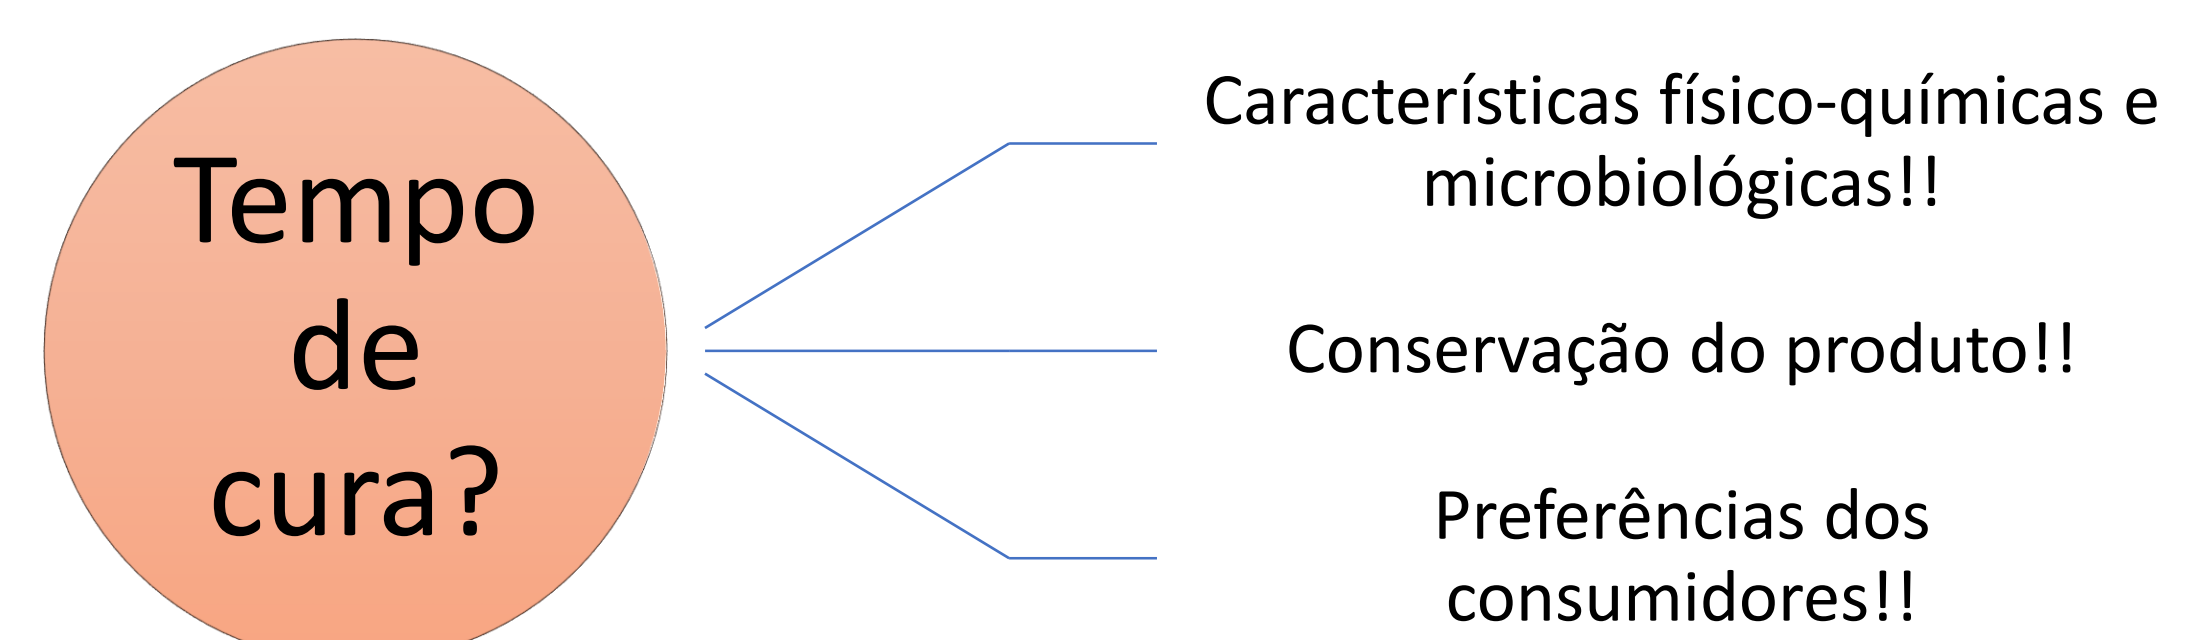 Tempo
de
cura?
Características físico-químicas e
microbiológicas!!
Conservação do produto!!
Preferências dos
consumidores!!